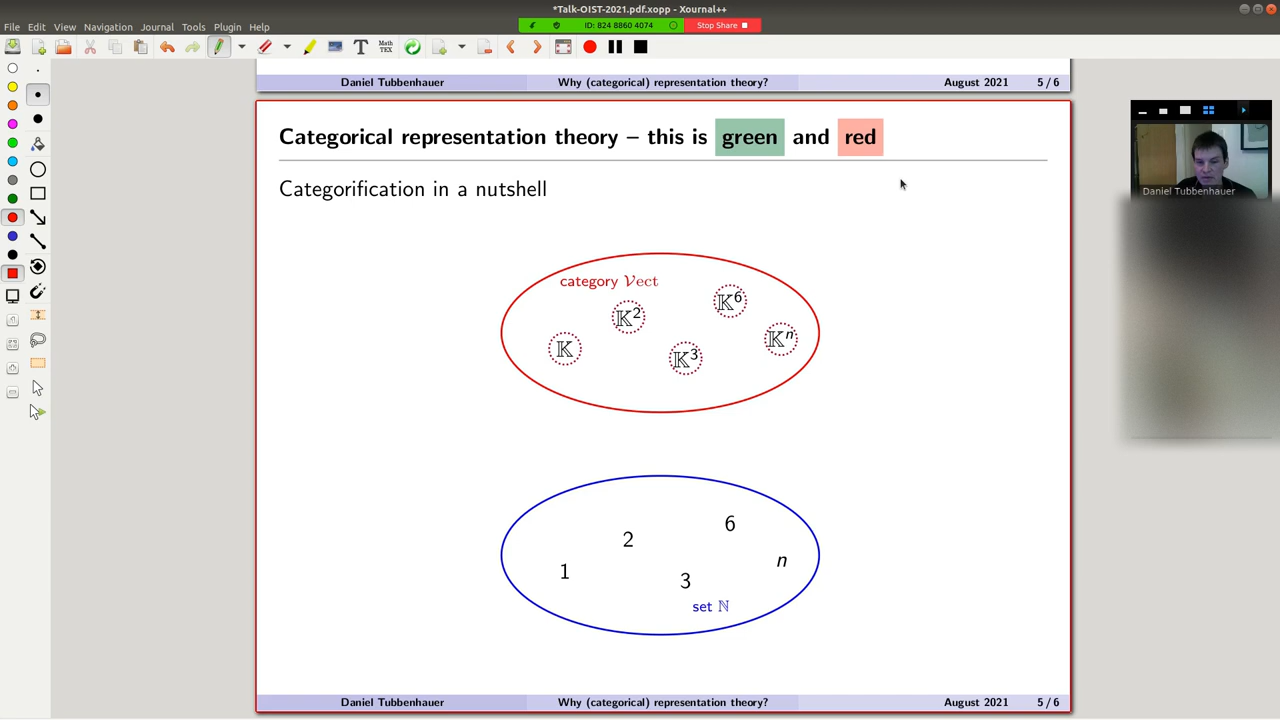 *Talk-OIST-2021.pdf.xopp - Xournal++
File Edit View Navigation Journal Tools Plugin Help
ID: 824 8860 4074 Stop Share
T Math TEX
Daniel Tubbenhauer Why (categorical) representation theory? August 2021 5 / 6
Categorical representation theory – this is green and red
Daniel Tubbenhauer
Categorification in a nutshell
category 𝒱ect
𝕂 𝕂² 𝕂³ 𝕂⁶ 𝕂ⁿ
1 2 3 6 n
set ℕ
Daniel Tubbenhauer Why (categorical) representation theory? August 2021 5 / 6